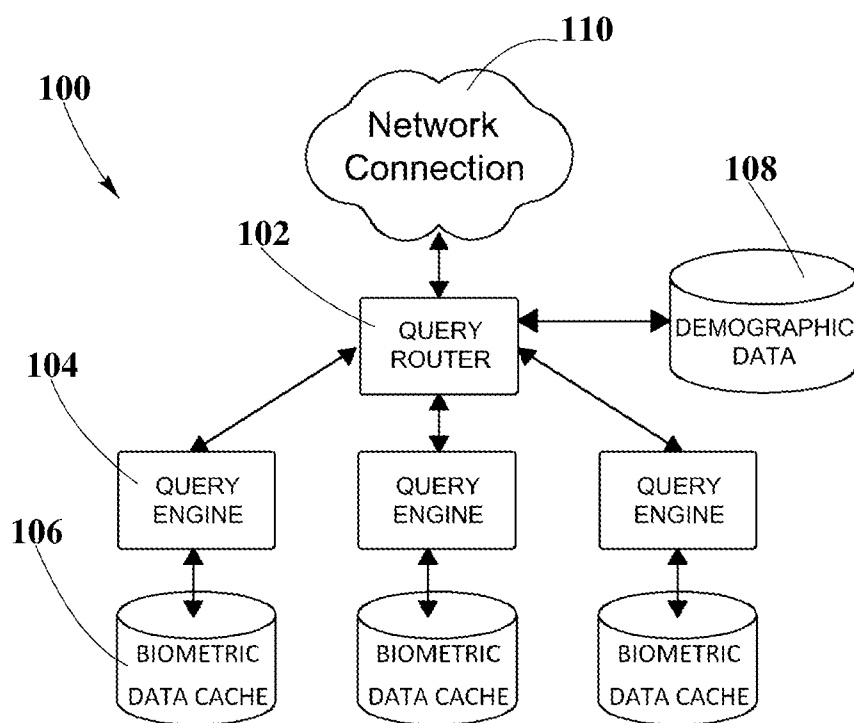 110
100
Network
Connection
108
102
QUERY
ROUTER
DEMOGRAPHIC
DATA
104
QUERY
ENGINE
QUERY
ENGINE
QUERY
ENGINE
106
BIOMETRIC
DATA CACHE
BIOMETRIC
DATA CACHE
BIOMETRIC
DATA CACHE